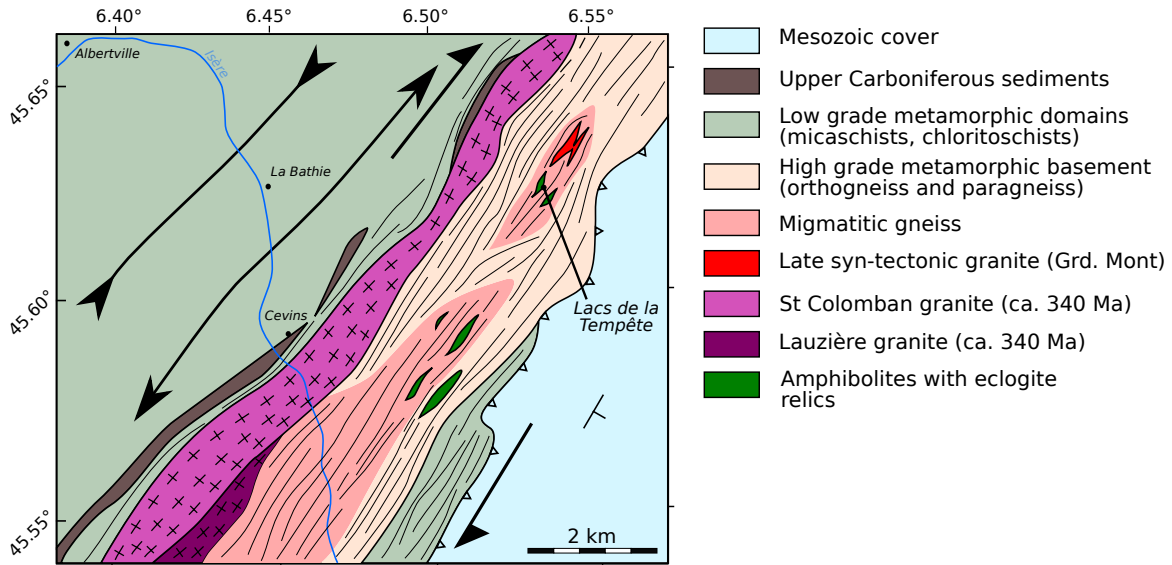 6.40°
6.45°
6.50°
6.55°
45.65°
45.60°
45.55°
Albertville
Isère
La Bathie
Cevins
Lacs de la
Tempête
2 km
Mesozoic cover
Upper Carboniferous sediments
Low grade metamorphic domains
(micaschists, chloritoschists)
High grade metamorphic basement
(orthogneiss and paragneiss)
Migmatitic gneiss
Late syn-tectonic granite (Grd. Mont)
St Colomban granite (ca. 340 Ma)
Lauzière granite (ca. 340 Ma)
Amphibolites with eclogite
relics